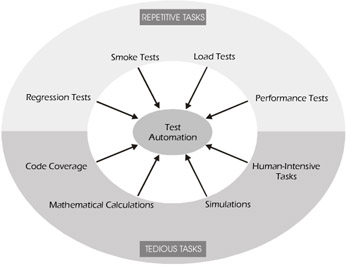 REPETITIVE TASKS
Smoke Tests
Load Tests
Regression Tests
Performance Tests
Test
Automation
Code Coverage
Human-Intensive
Tasks
Mathematical Calculations
Simulations
TEDIOUS TASKS